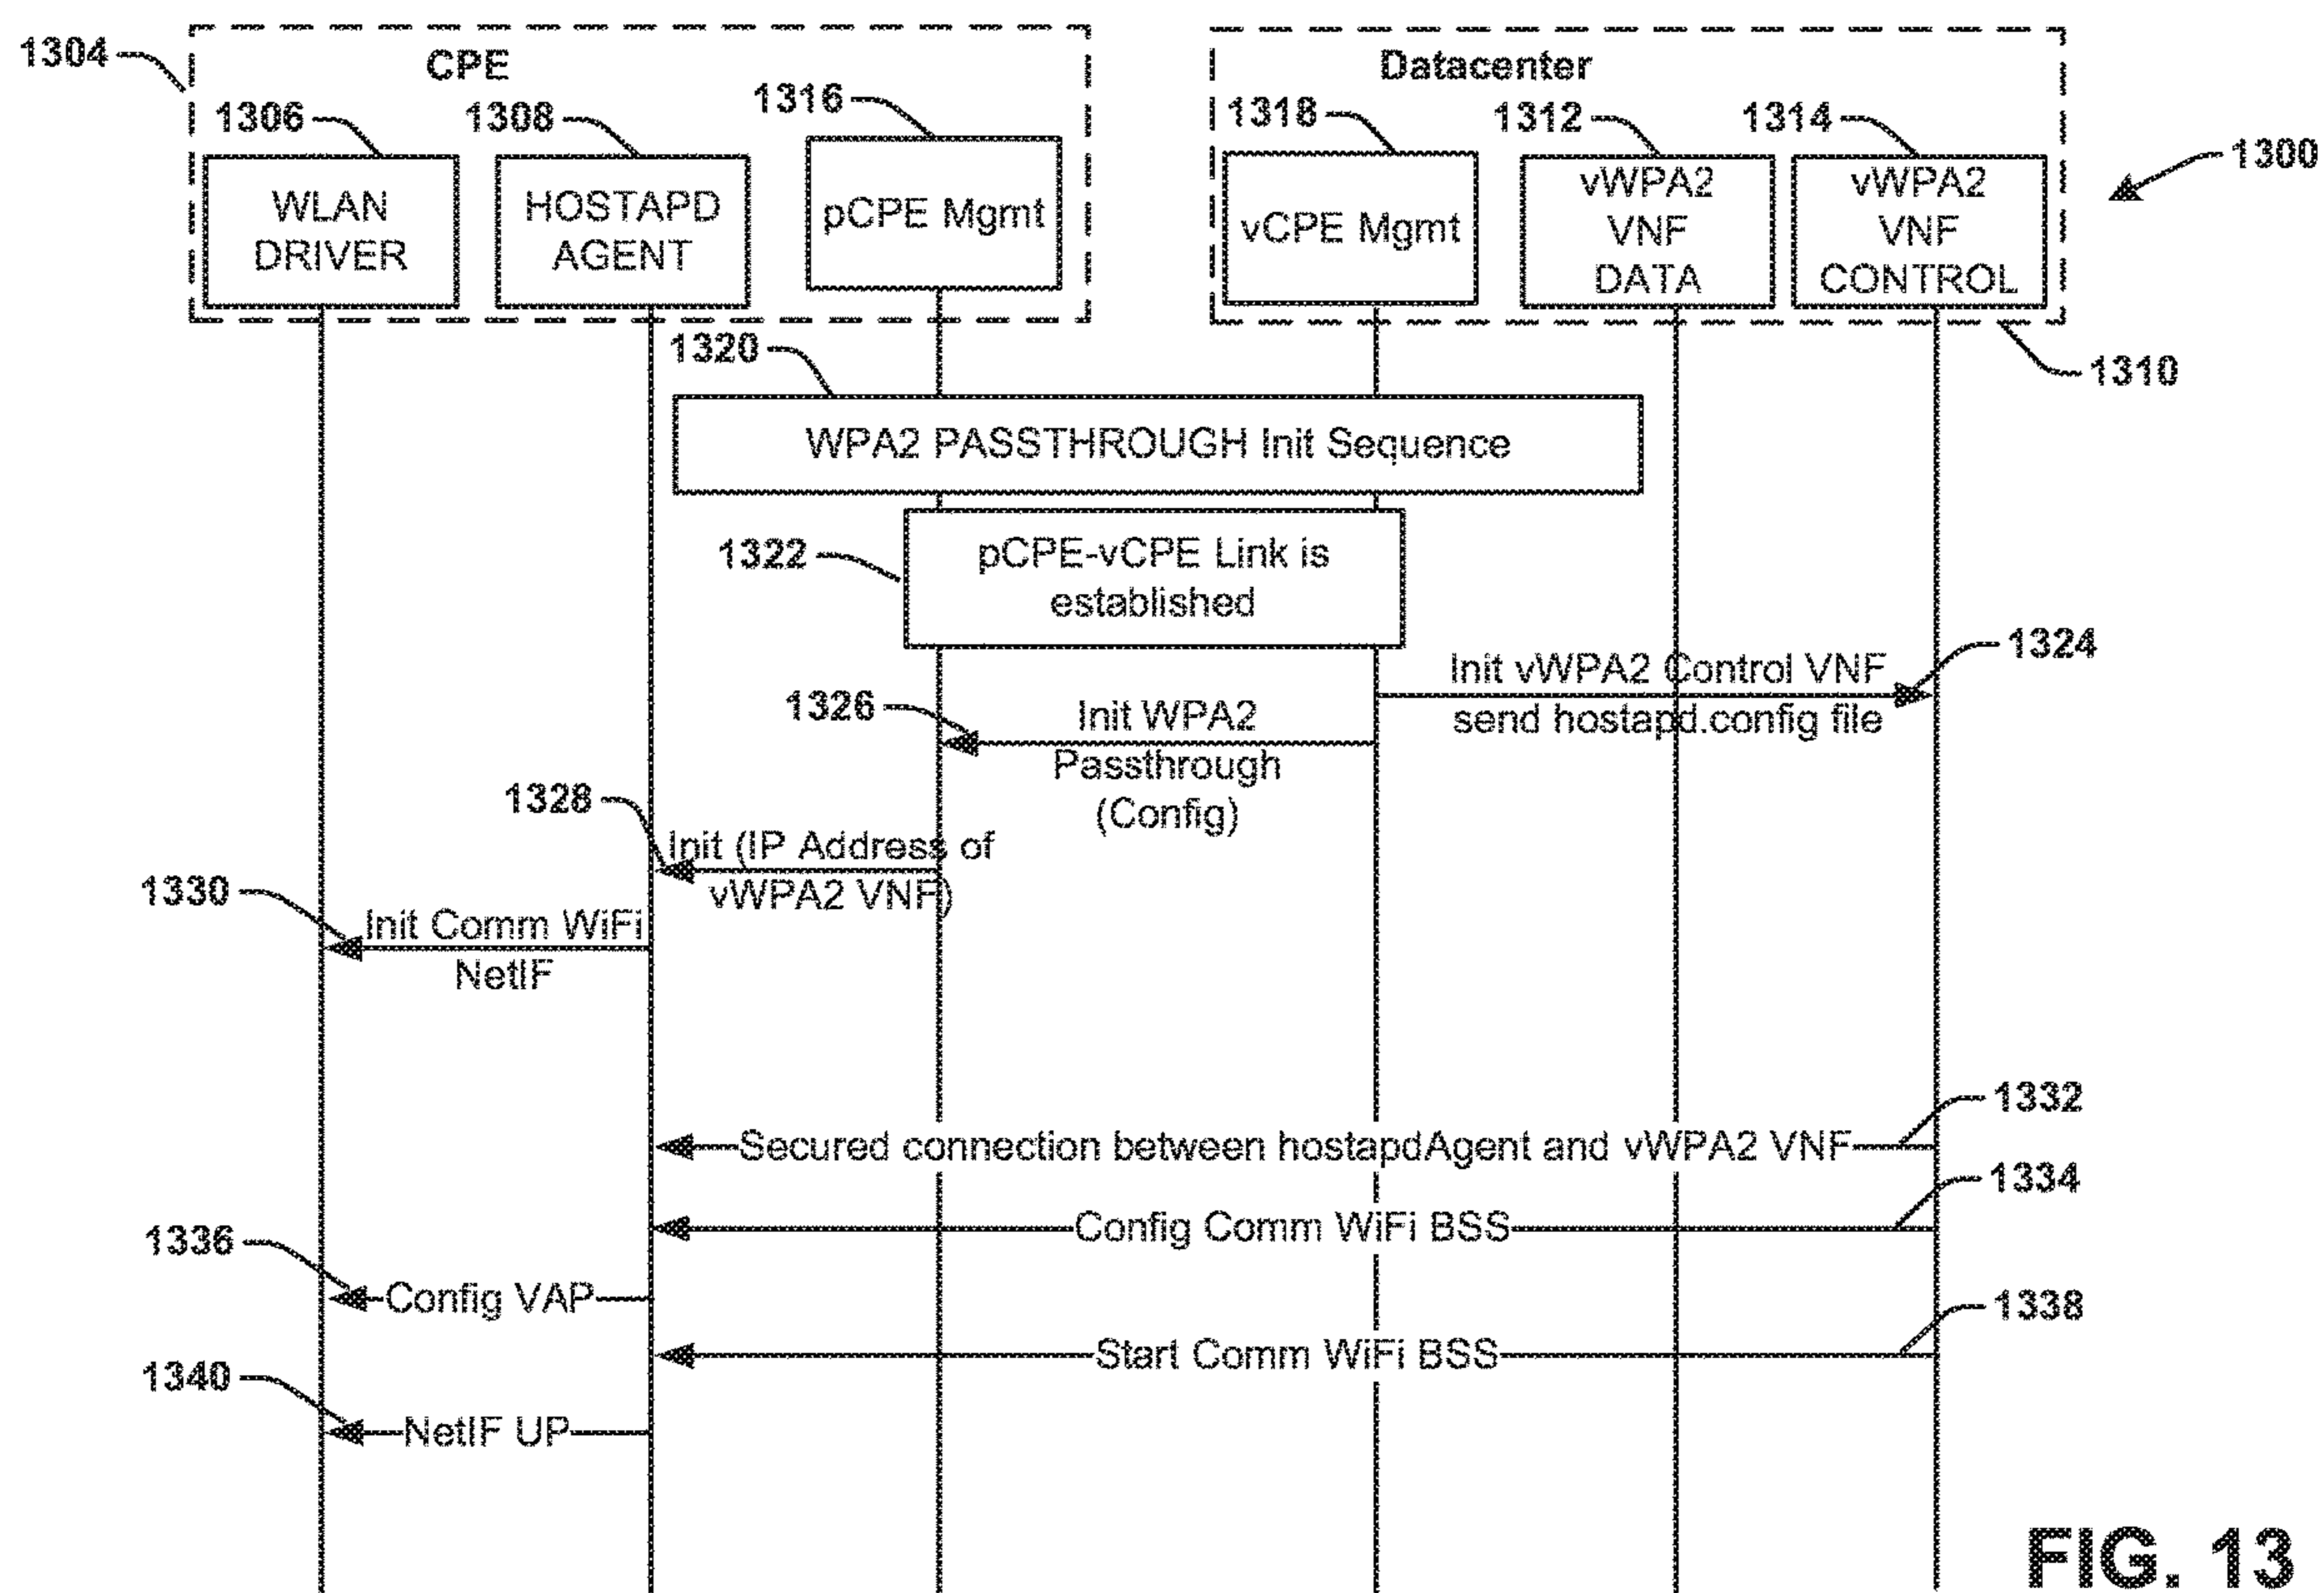 1304
CPE
Datacenter
1306
1308
1316
1318
1312
1314
1300
WLAN
DRIVER
HOSTAPD
AGENT
pCPE Mgmt
vCPE Mgmt
vWPA2
VNF
DATA
vWPA2
VNF
CONTROL
1320
1310
WPA2 PASSTHROUGH Init Sequence
1322
pCPE-vCPE Link is
established
1324
Init vWPA2 Control VNF
send hostapd.config file
1326
Init WPA2
Passthrough
(Config)
1328
Init (IP Address of
vWPA2 VNF)
1330
Init Comm WiFi
NetIF
1332
Secured connection between hostapdAgent and vWPA2 VNF
1334
Config Comm WiFi BSS
1336
Config VAP
1338
Start Comm WiFi BSS
1340
NetIF UP
FIG. 13